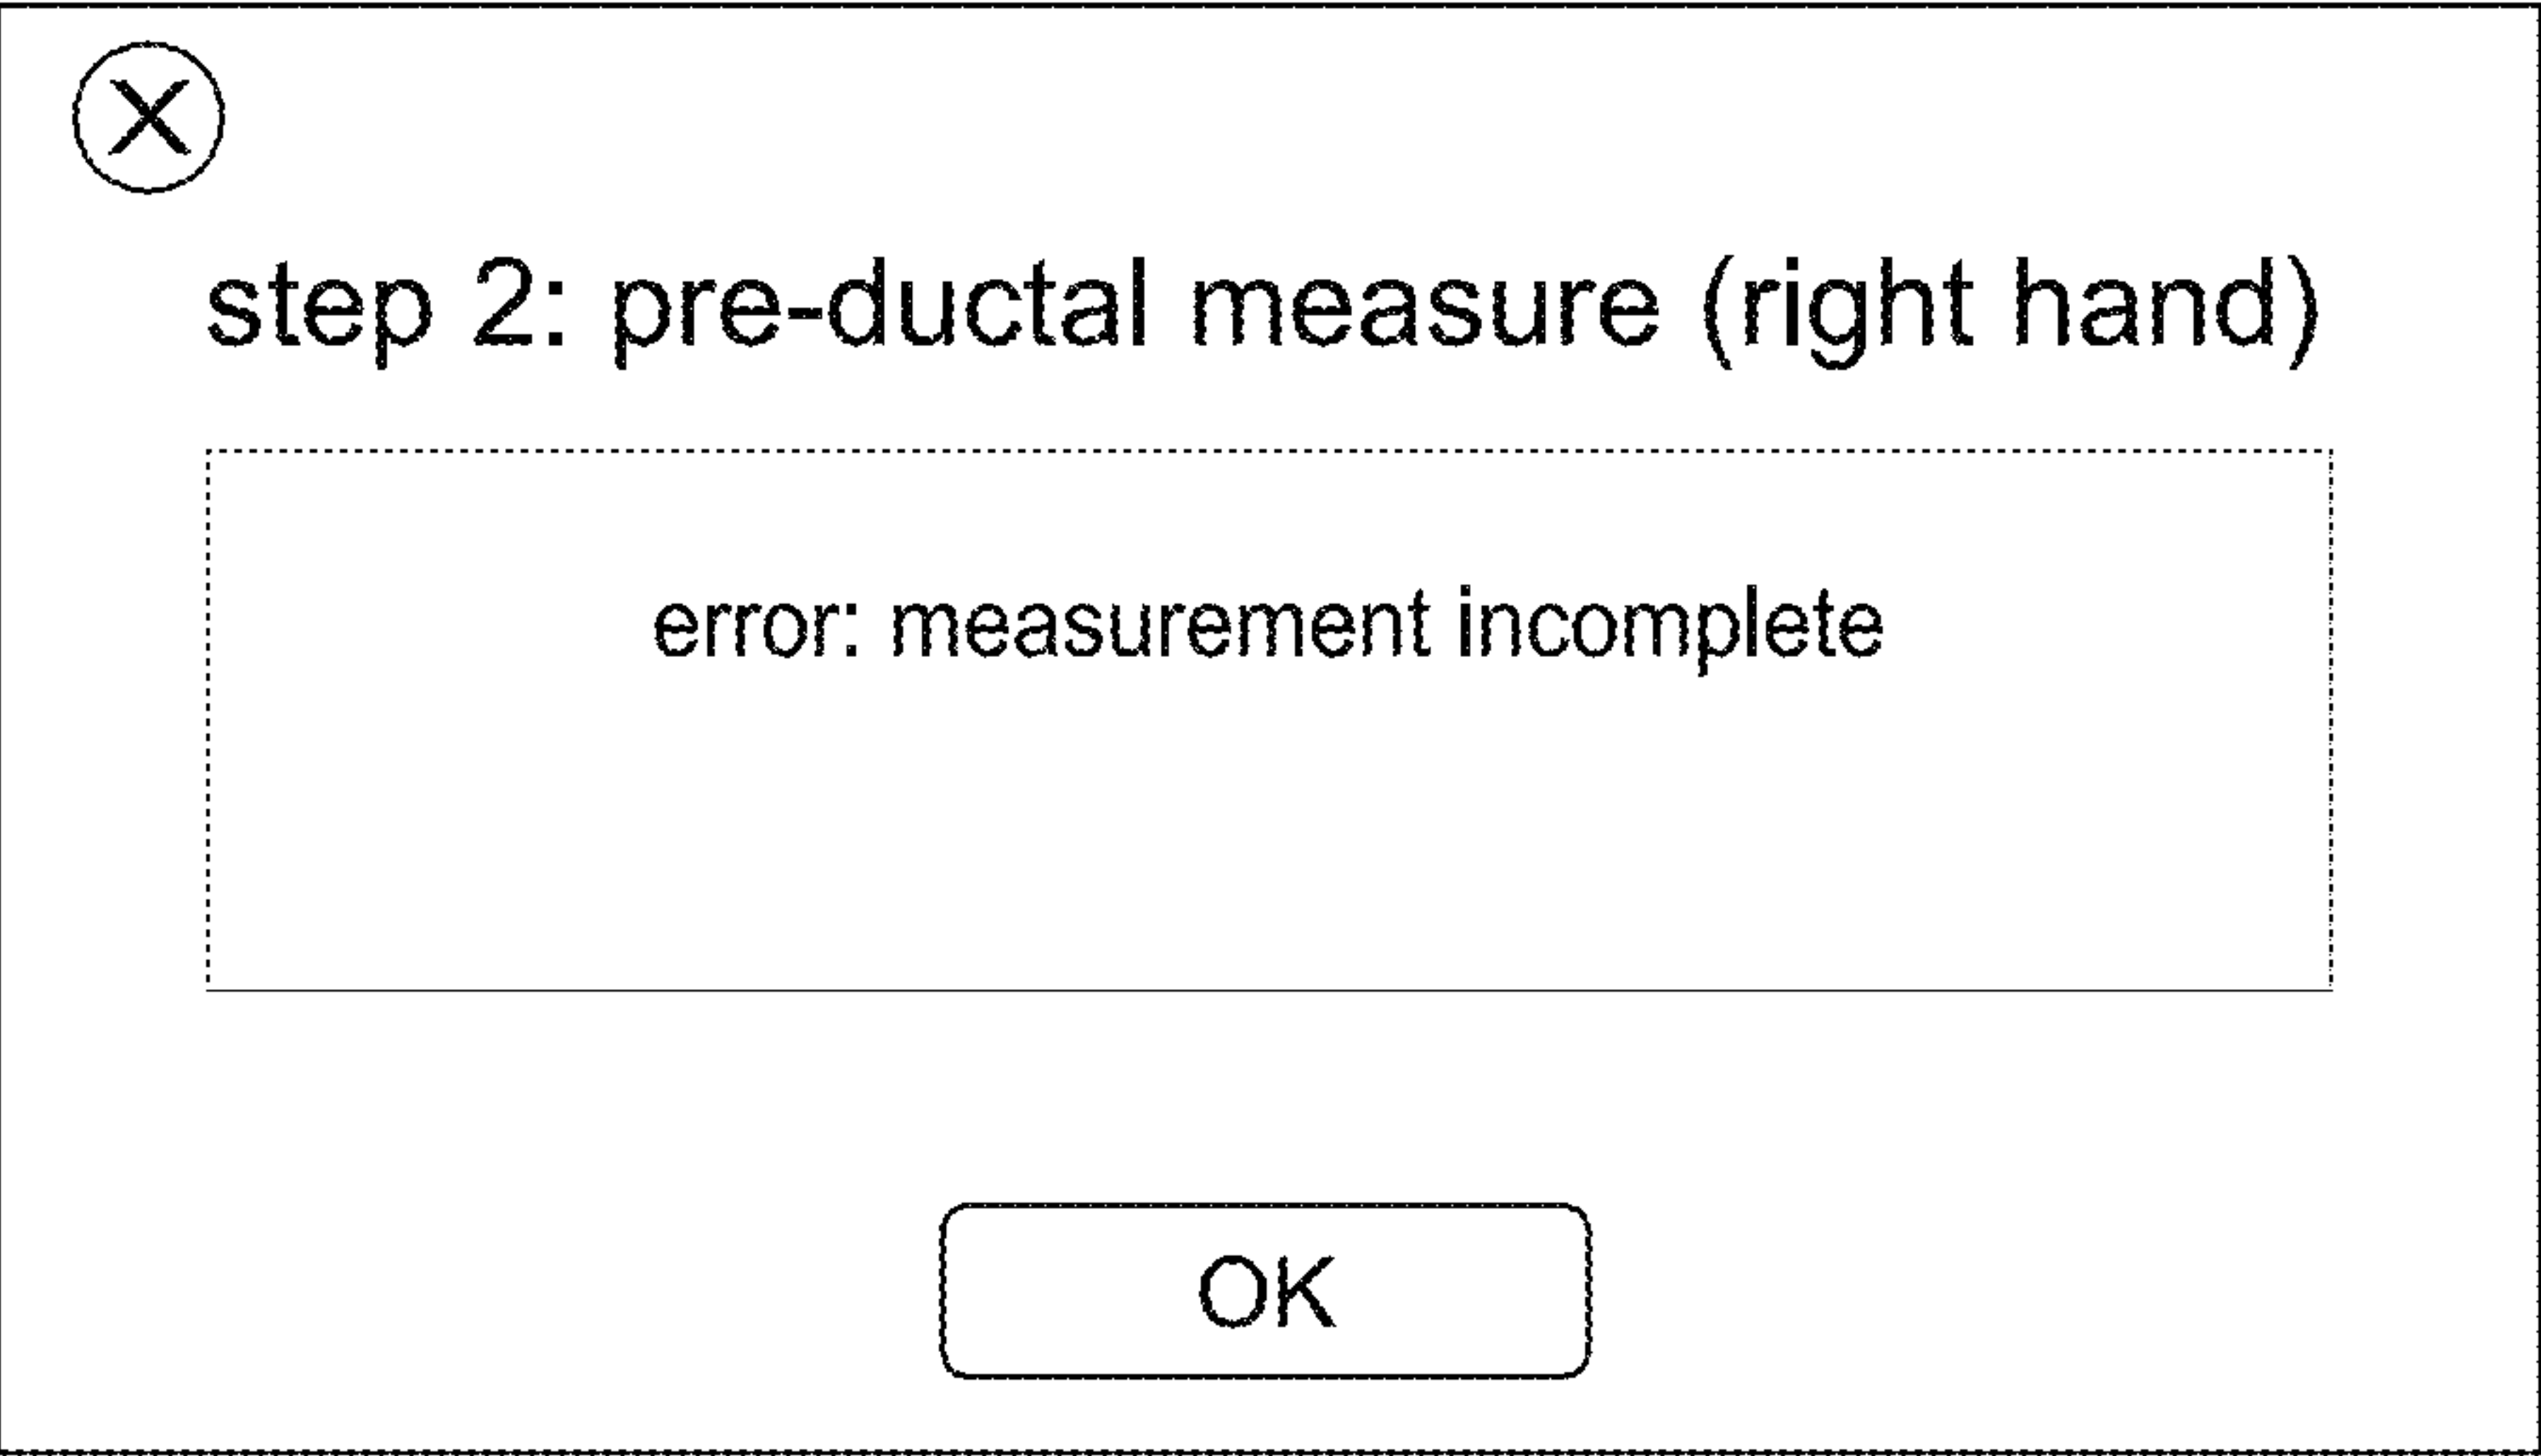 X
step 2: pre-ductal measure (right hand)
error: measurement incomplete
OK